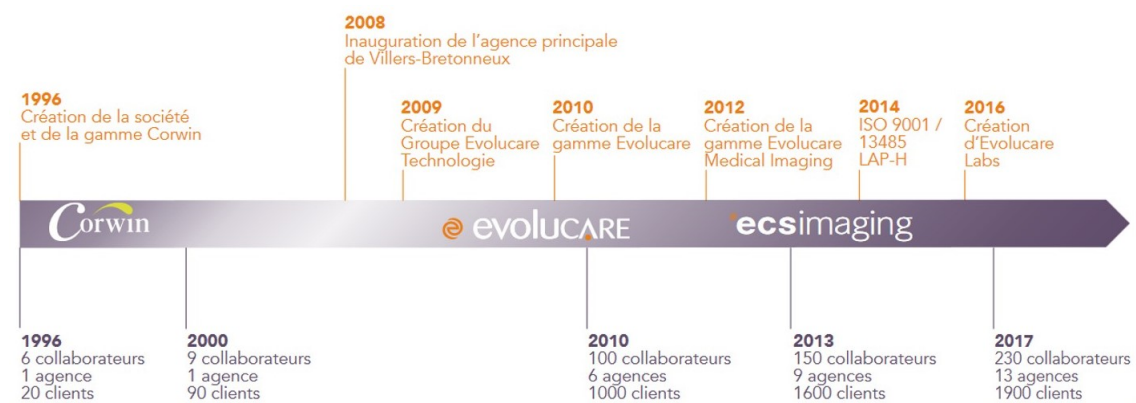 2008
Inauguration de l'agence principale
de Villers-Bretonneux
1996
Création de la société
et de la gamme Corwin
2009
Création du
Groupe Evolucare
Technologie
2010
Création de la
gamme Evolucare
2012
Création de la
gamme Evolucare
Medical Imaging
2014
ISO 9001 /
13485
LAP-H
2016
Création
d'Evolucare
Labs
Corwin
evolucare
ecsimaging
1996
6 collaborateurs
1 agence
20 clients
2000
9 collaborateurs
1 agence
90 clients
2010
100 collaborateurs
6 agences
1000 clients
2013
150 collaborateurs
9 agences
1600 clients
2017
230 collaborateurs
13 agences
1900 clients